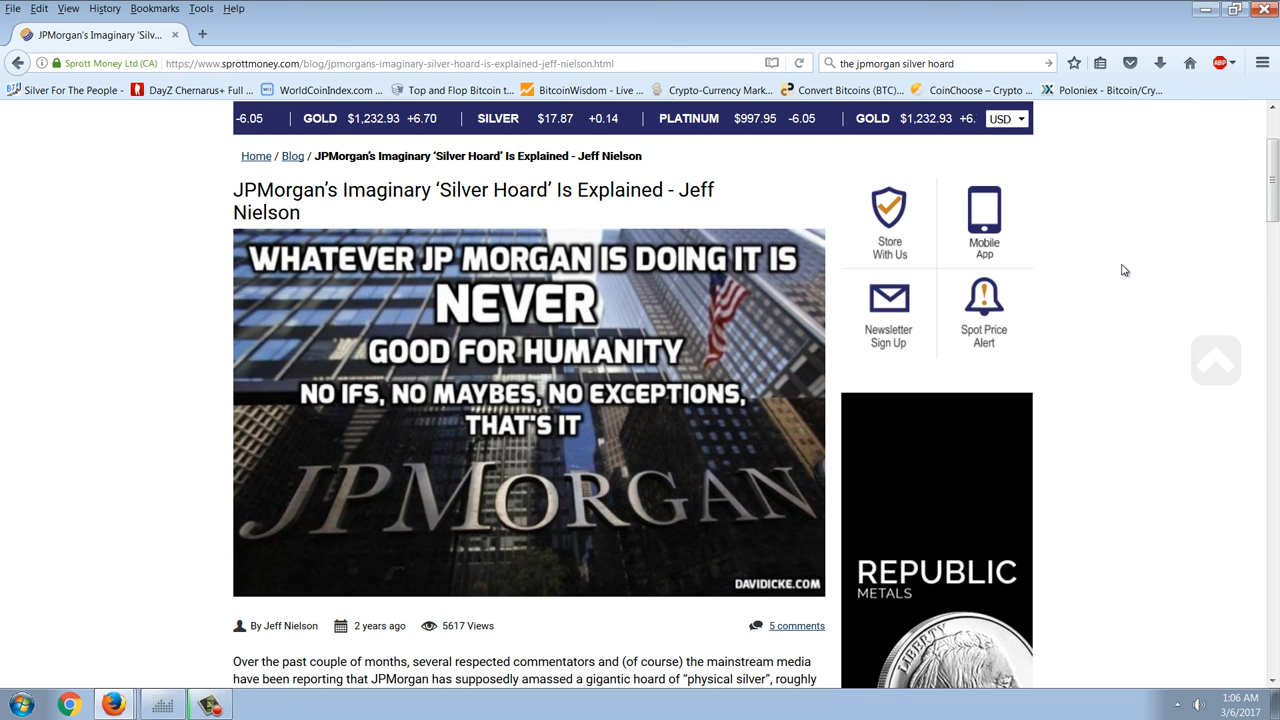 File Edit View History Bookmarks Tools Help
JPMorgan's Imaginary 'Silv...
Sprott Money Ltd (CA) https://www.sprottmoney.com/blog/jpmorgans-imaginary-silver-hoard-is-explained-jeff-nielson.html
the jpmorgan silver hoard
ABP
Silver For The People - ... DayZ Chernarus+ Full ... WorldCoinIndex.com ... Top and Flop Bitcoin t... BitcoinWisdom - Live ... Crypto-Currency Mark... Convert Bitcoins (BTC)... CoinChoose – Crypto ... Poloniex - Bitcoin/Cry...
-6.05 GOLD $1,232.93 +6.70 SILVER $17.87 +0.14 PLATINUM $997.95 -6.05 GOLD $1,232.93 +6. USD
Home / Blog / JPMorgan's Imaginary 'Silver Hoard' Is Explained - Jeff Nielson
JPMorgan's Imaginary 'Silver Hoard' Is Explained - Jeff
Nielson
WHATEVER JP MORGAN IS DOING IT IS
NEVER
GOOD FOR HUMANITY
NO IFS, NO MAYBES, NO EXCEPTIONS,
THAT'S IT
JPMORGAN
DAVIDICKE.COM
Store
With Us
Mobile
App
Newsletter
Sign Up
Spot Price
Alert
REPUBLIC
METALS
LIBERTY
By Jeff Nielson 2 years ago 5617 Views 5 comments
Over the past couple of months, several respected commentators and (of course) the mainstream media
have been reporting that JPMorgan has supposedly amassed a gigantic hoard of "physical silver", roughly
1:06 AM
3/6/2017